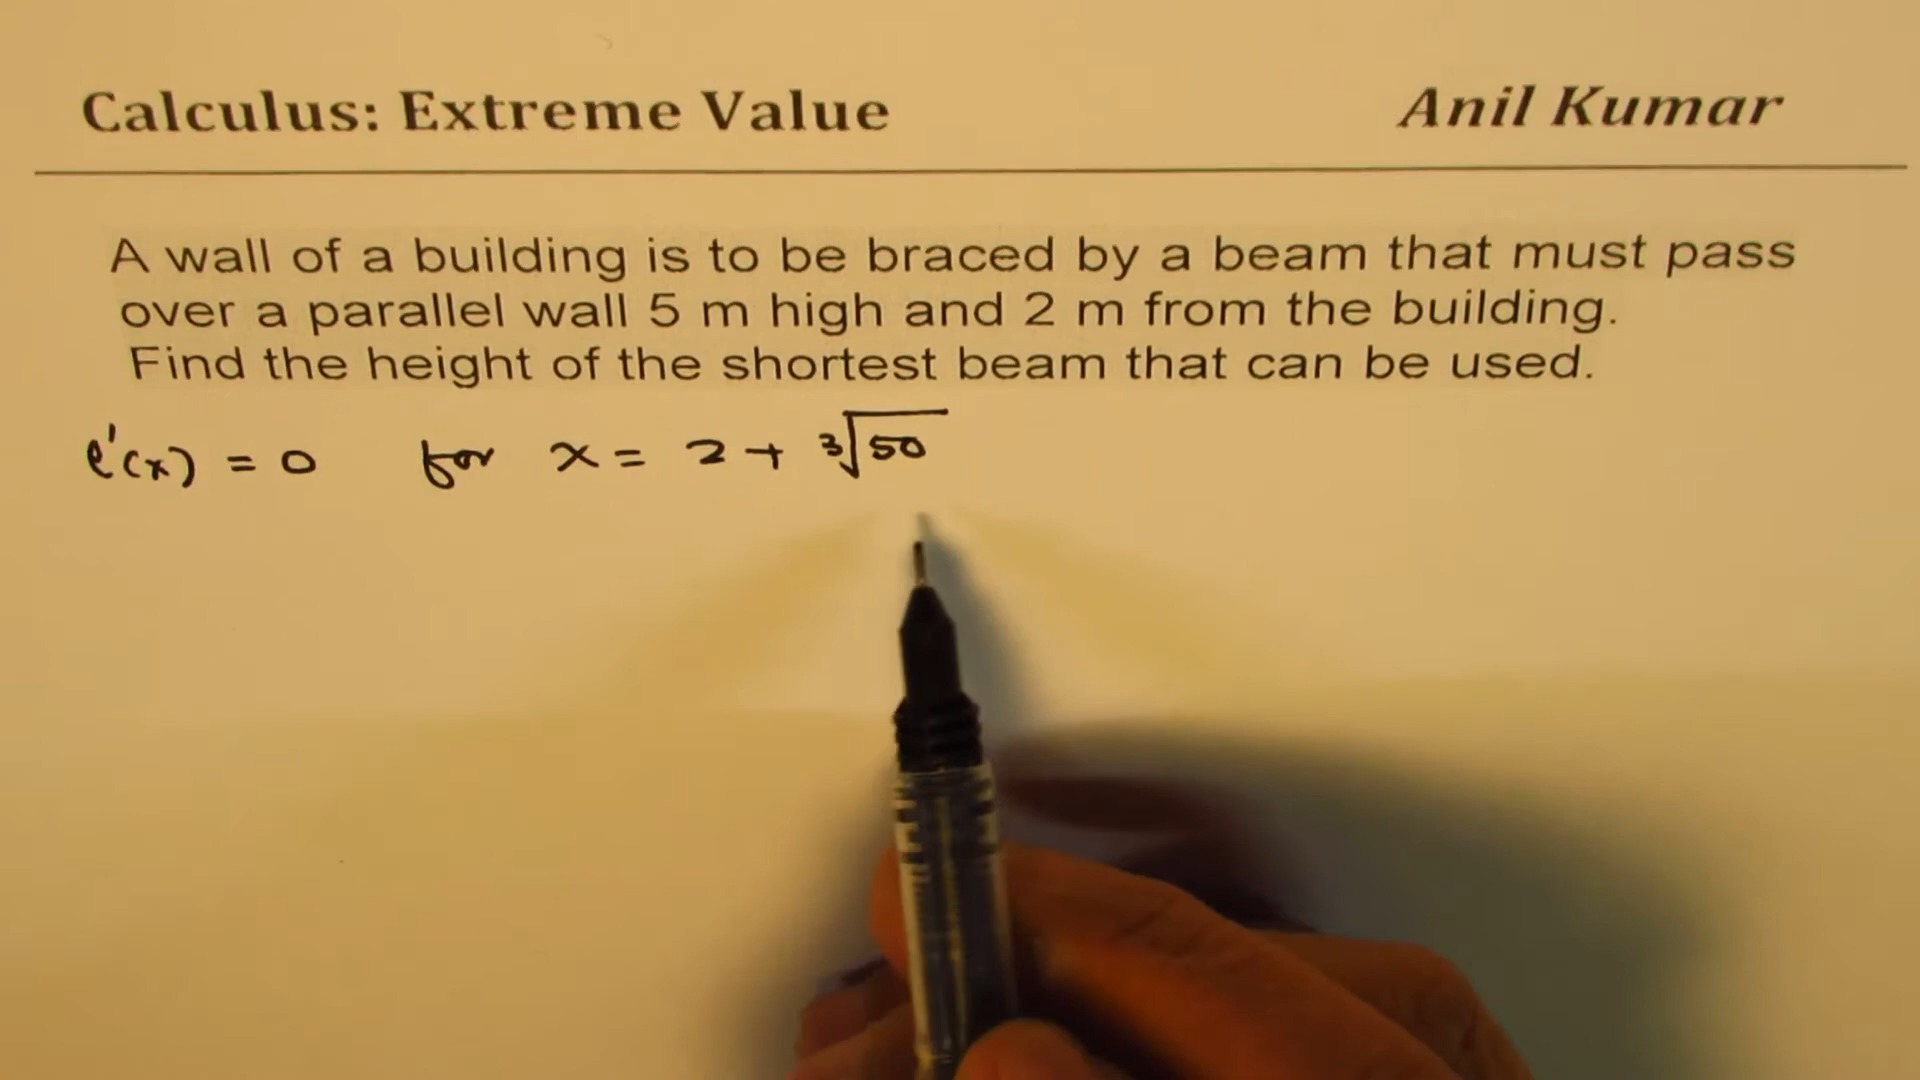 Calculus: Extreme Value
Anil Kumar
A wall of a building is to be braced by a beam that must pass
over a parallel wall 5 m high and 2 m from the building.
Find the height of the shortest beam that can be used.
l'(x) = 0 for x = 2 + ∛50